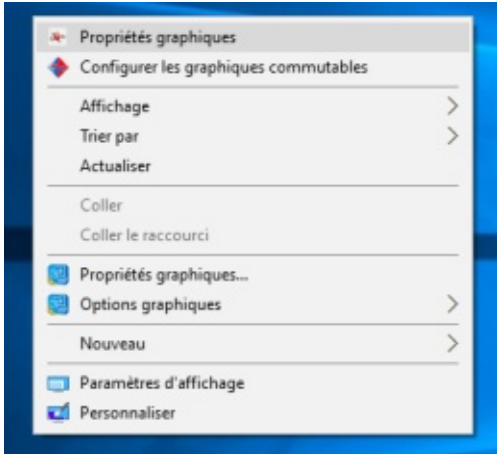 Propriétés graphiques
Configurer les graphiques commutables
Affichage
Trier par
Actualiser
Coller
Coller le raccourci
Propriétés graphiques...
Options graphiques
Nouveau
Paramètres d'affichage
Personnaliser